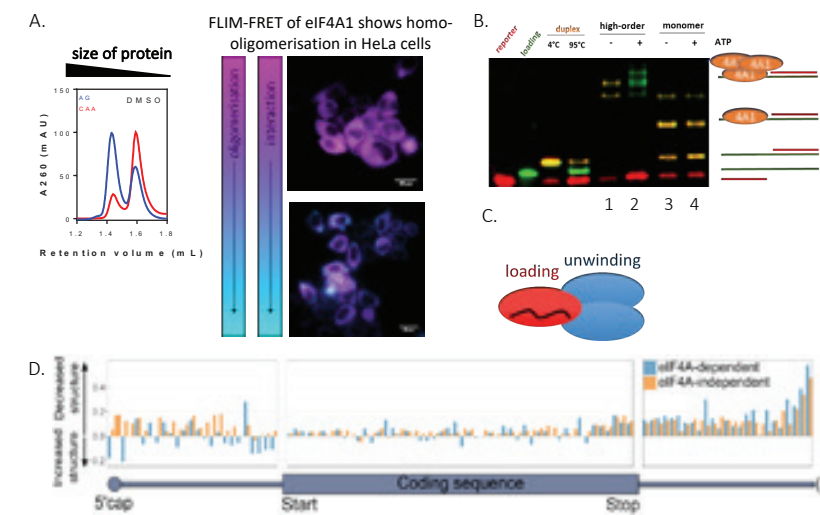 A.
size of protein
AG
CAA
DMSO
150
100
50
0
A260 (mAU)
1.2 1.4 1.6 1.8
Retention volume (mL)
FLIM-FRET of eIF4A1 shows homo-
oligomerisation in HeLa cells
oligomerisation
interaction
B.
reporter
loading
duplex
4°C 95°C
high-order
- +
monomer
- +
ATP
4A1
4A1
4A1
4A1
1 2 3 4
C.
loading
unwinding
D.
Decreased
structure
Increased
structure
0.4
0.2
0.0
0.2
eIF4A-dependent
eIF4A-independent
Coding sequence
5'cap
Start
Stop